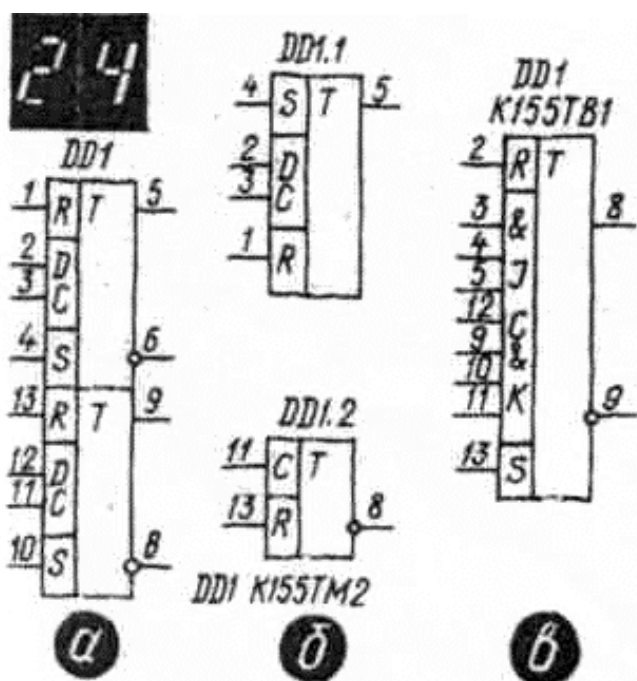 24
DD1
1 R T 5
2 D
3 C
4 S 6
13 R T 9
12 D
11 C
10 S 8
а
DD1.1
4 S T 5
2 D
3 C
1 R
DD1.2
11 C T
13 R 8
DD1 К155ТМ2
б
DD1
К155ТВ1
2 R T
3 & 8
4
5 J
12 C
9 &
10
11 K 9
13 S
в